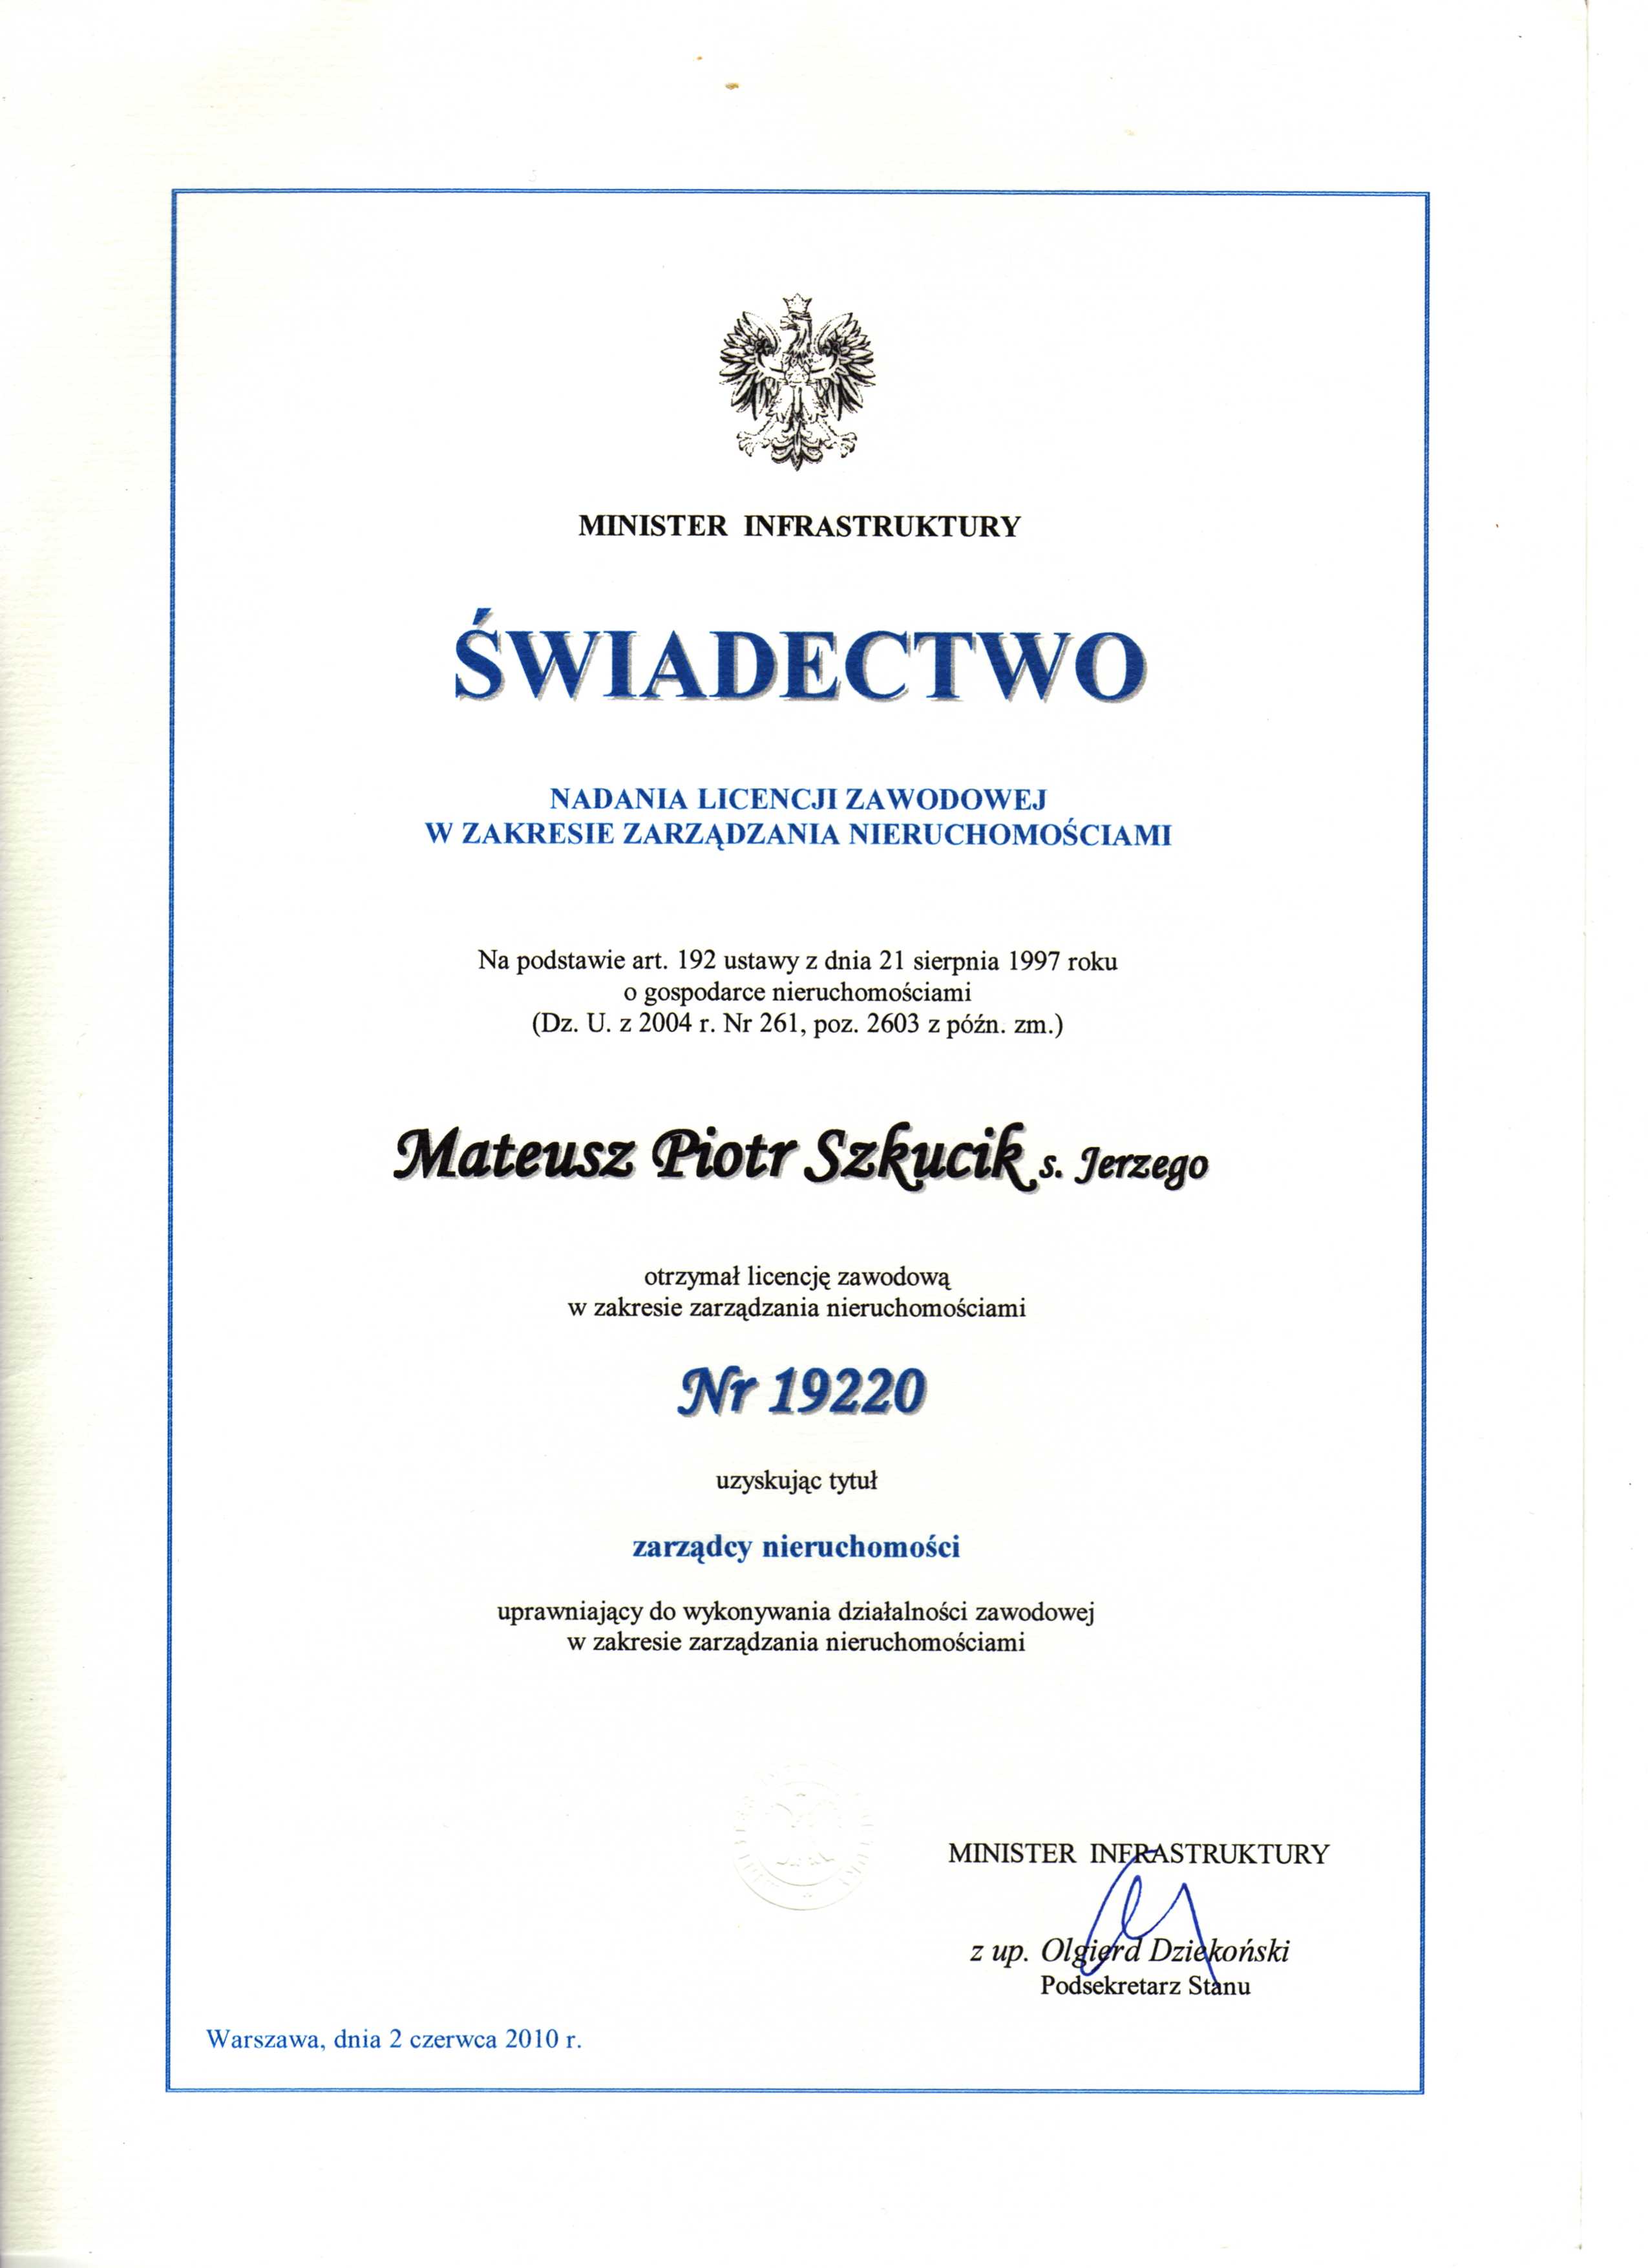 MINISTER INFRASTRUKTURY
ŚWIADECTWO
NADANIA LICENCJI ZAWODOWEJ
W ZAKRESIE ZARZĄDZANIA NIERUCHOMOŚCIAMI
Na podstawie art. 192 ustawy z dnia 21 sierpnia 1997 roku
o gospodarce nieruchomościami
(Dz. U. z 2004 r. Nr 261, poz. 2603 z późn. zm.)
Mateusz Piotr Szkucik s. Jerzego
otrzymał licencję zawodową
w zakresie zarządzania nieruchomościami
Nr 19220
uzyskując tytuł
zarządcy nieruchomości
uprawniający do wykonywania działalności zawodowej
w zakresie zarządzania nieruchomościami
MINISTER INFRASTRUKTURY
z up. Olgierd Dziekoński
Podsekretarz Stanu
Warszawa, dnia 2 czerwca 2010 r.